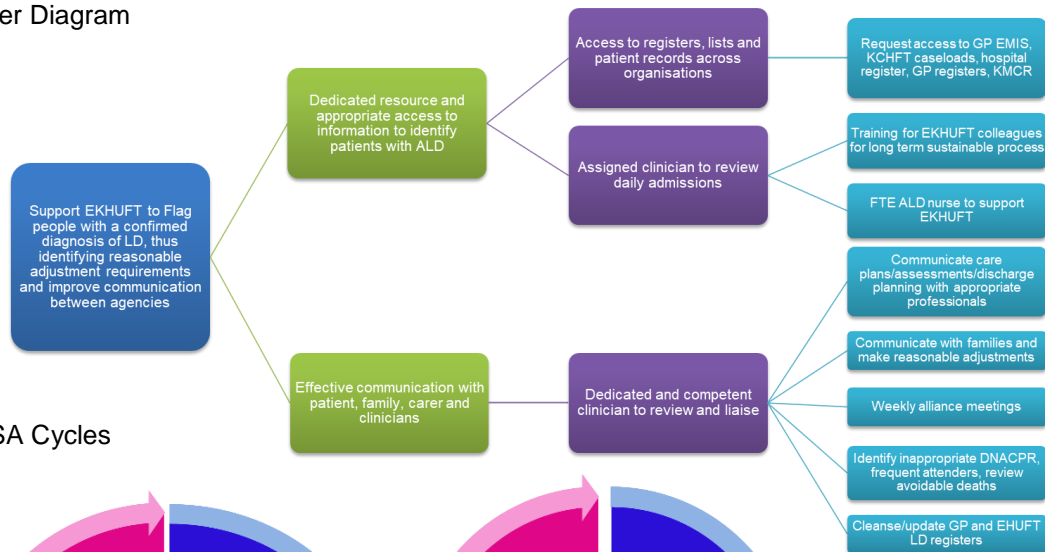 er Diagram
Support EKHUFT to Flag
people with a confirmed
diagnosis of LD, thus
identifying reasonable
adjustment requirements
and improve communication
between agencies
Dedicated resource and
appropriate access to
information to identify
patients with ALD
Effective communication with
patient, family, carer and
clinicians
Access to registers, lists and
patient records across
organisations
Assigned clinician to review
daily admissions
Dedicated and competent
clinician to review and liaise
Request access to GP EMIS,
KCHFT caseloads, hospital
register, GP registers, KMCR
Training for EKHUFT colleagues
for long term sustainable process
FTE ALD nurse to support
EKHUFT
Communicate care
plans/assessments/discharge
planning with appropriate
professionals
Communicate with families and
make reasonable adjustments
Weekly alliance meetings
Identify inappropriate DNACPR,
frequent attenders, review
avoidable deaths
Cleanse/update GP and EHUFT
LD registers
SA Cycles